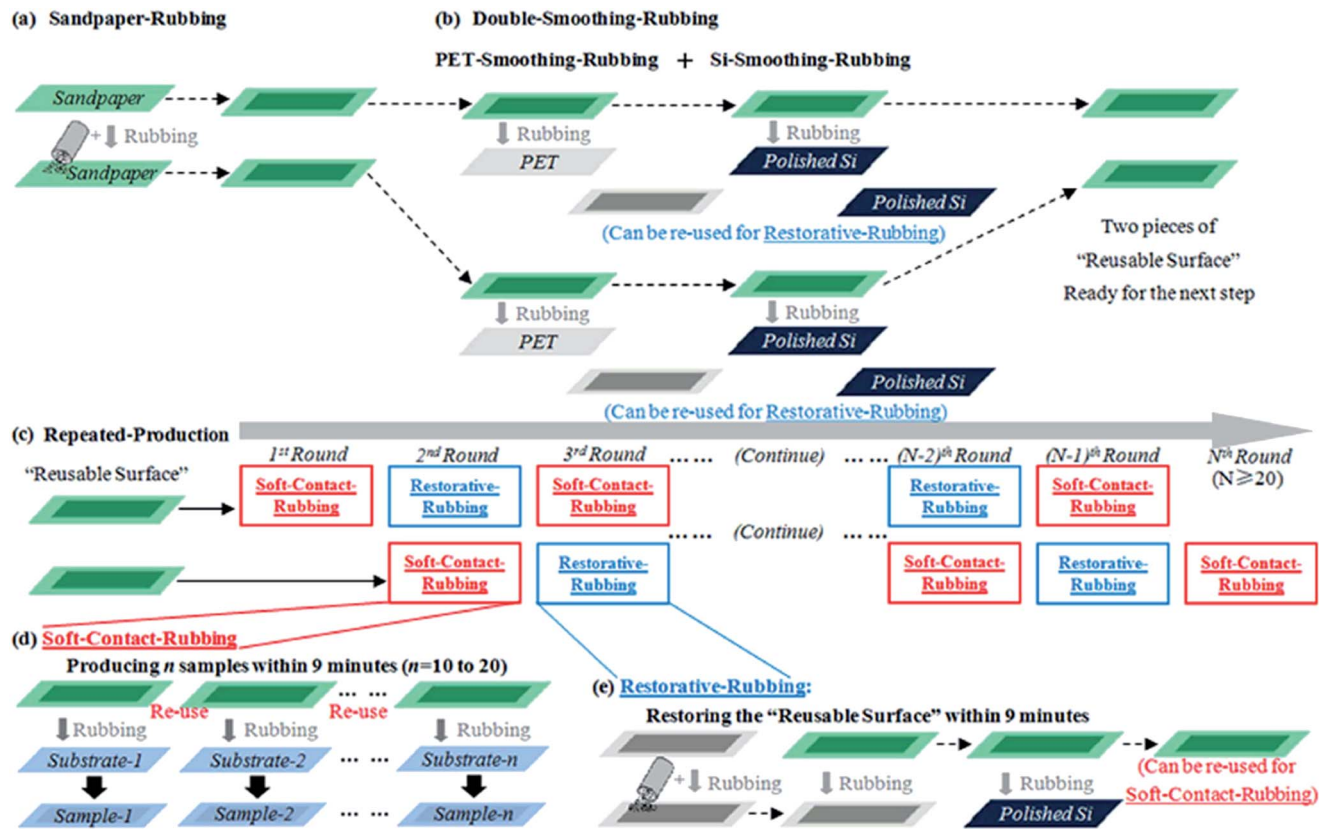 (a) Sandpaper-Rubbing
(b) Double-Smoothing-Rubbing
PET-Smoothing-Rubbing + Si-Smoothing-Rubbing
Sandpaper
+ Rubbing
Sandpaper
Rubbing
Rubbing
PET
Polished Si
Polished Si
(Can be re-used for Restorative-Rubbing)
Two pieces of
“Reusable Surface”
Ready for the next step
Rubbing
Rubbing
PET
Polished Si
Polished Si
(Can be re-used for Restorative-Rubbing)
(c) Repeated-Production
“Reusable Surface”
1st Round
2nd Round
3rd Round
... ... (Continue) ... ...
(N-2)th Round
(N-1)th Round
Nth Round
(N≥20)
Soft-Contact-
Rubbing
Restorative-
Rubbing
Soft-Contact-
Rubbing
Restorative-
Rubbing
Soft-Contact-
Rubbing
... ... (Continue) ... ...
Soft-Contact-
Rubbing
Restorative-
Rubbing
Soft-Contact-
Rubbing
Restorative-
Rubbing
Soft-Contact-
Rubbing
(d) Soft-Contact-Rubbing
Producing n samples within 9 minutes (n=10 to 20)
Re-use
... ...
Re-use
Rubbing
Rubbing
Rubbing
Substrate-1
Substrate-2
... ...
Substrate-n
Sample-1
Sample-2
... ...
Sample-n
(e) Restorative-Rubbing:
Restoring the “Reusable Surface” within 9 minutes
+ Rubbing
Rubbing
Rubbing
Polished Si
(Can be re-used for
Soft-Contact-Rubbing)